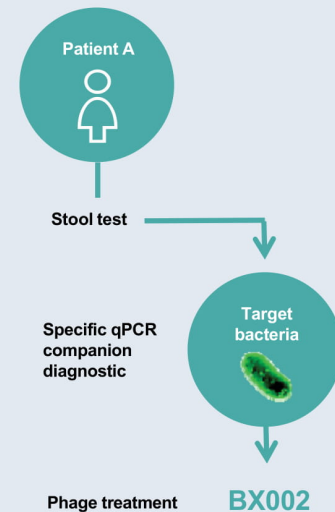 Patient A
Stool test
Target
bacteria
Specific qPCR
companion
diagnostic
Phage treatment
BX002